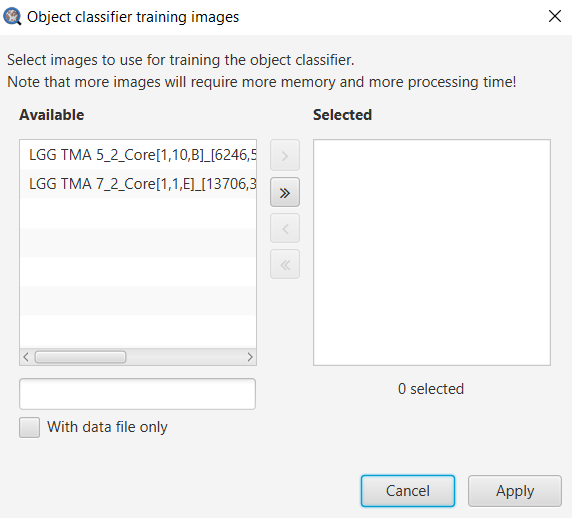 Object classifier training images
Select images to use for training the object classifier.
Note that more images will require more memory and more processing time!
Available
Selected
LGG TMA 5_2_Core[1,10,B]_[6246,5
LGG TMA 7_2_Core[1,1,E]_[13706,3
0 selected
With data file only
Cancel
Apply